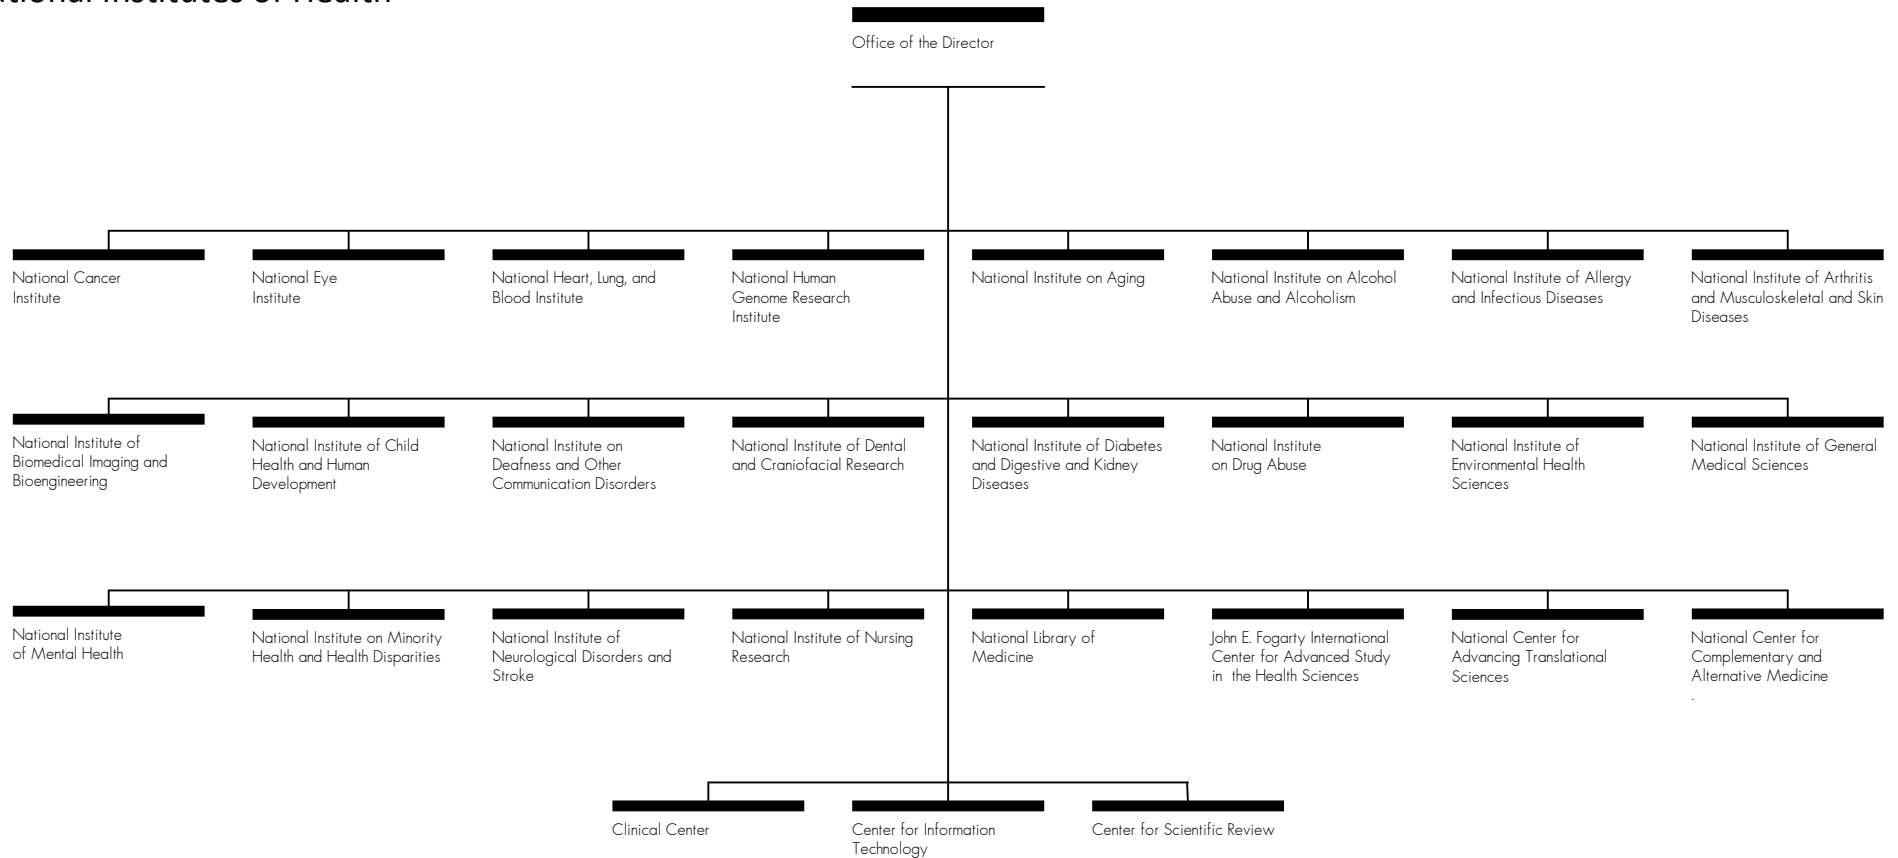 National Institutes of Health
Office of the Director
National Cancer
Institute
National Eye
Institute
National Heart, Lung, and
Blood Institute
National Human
Genome Research
Institute
National Institute on Aging
National Institute on Alcohol
Abuse and Alcoholism
National Institute of Allergy
and Infectious Diseases
National Institute of Arthritis
and Musculoskeletal and Skin
Diseases
National Institute of
Biomedical Imaging and
Bioengineering
National Institute of Child
Health and Human
Development
National Institute on
Deafness and Other
Communication Disorders
National Institute of Dental
and Craniofacial Research
National Institute of Diabetes
and Digestive and Kidney
Diseases
National Institute
on Drug Abuse
National Institute of
Environmental Health
Sciences
National Institute of General
Medical Sciences
National Institute
of Mental Health
National Institute on Minority
Health and Health Disparities
National Institute of
Neurological Disorders and
Stroke
National Institute of Nursing
Research
National Library of
Medicine
John E. Fogarty International
Center for Advanced Study
in the Health Sciences
National Center for
Advancing Translational
Sciences
National Center for
Complementary and
Alternative Medicine
.
Clinical Center
Center for Information
Technology
Center for Scientific Review